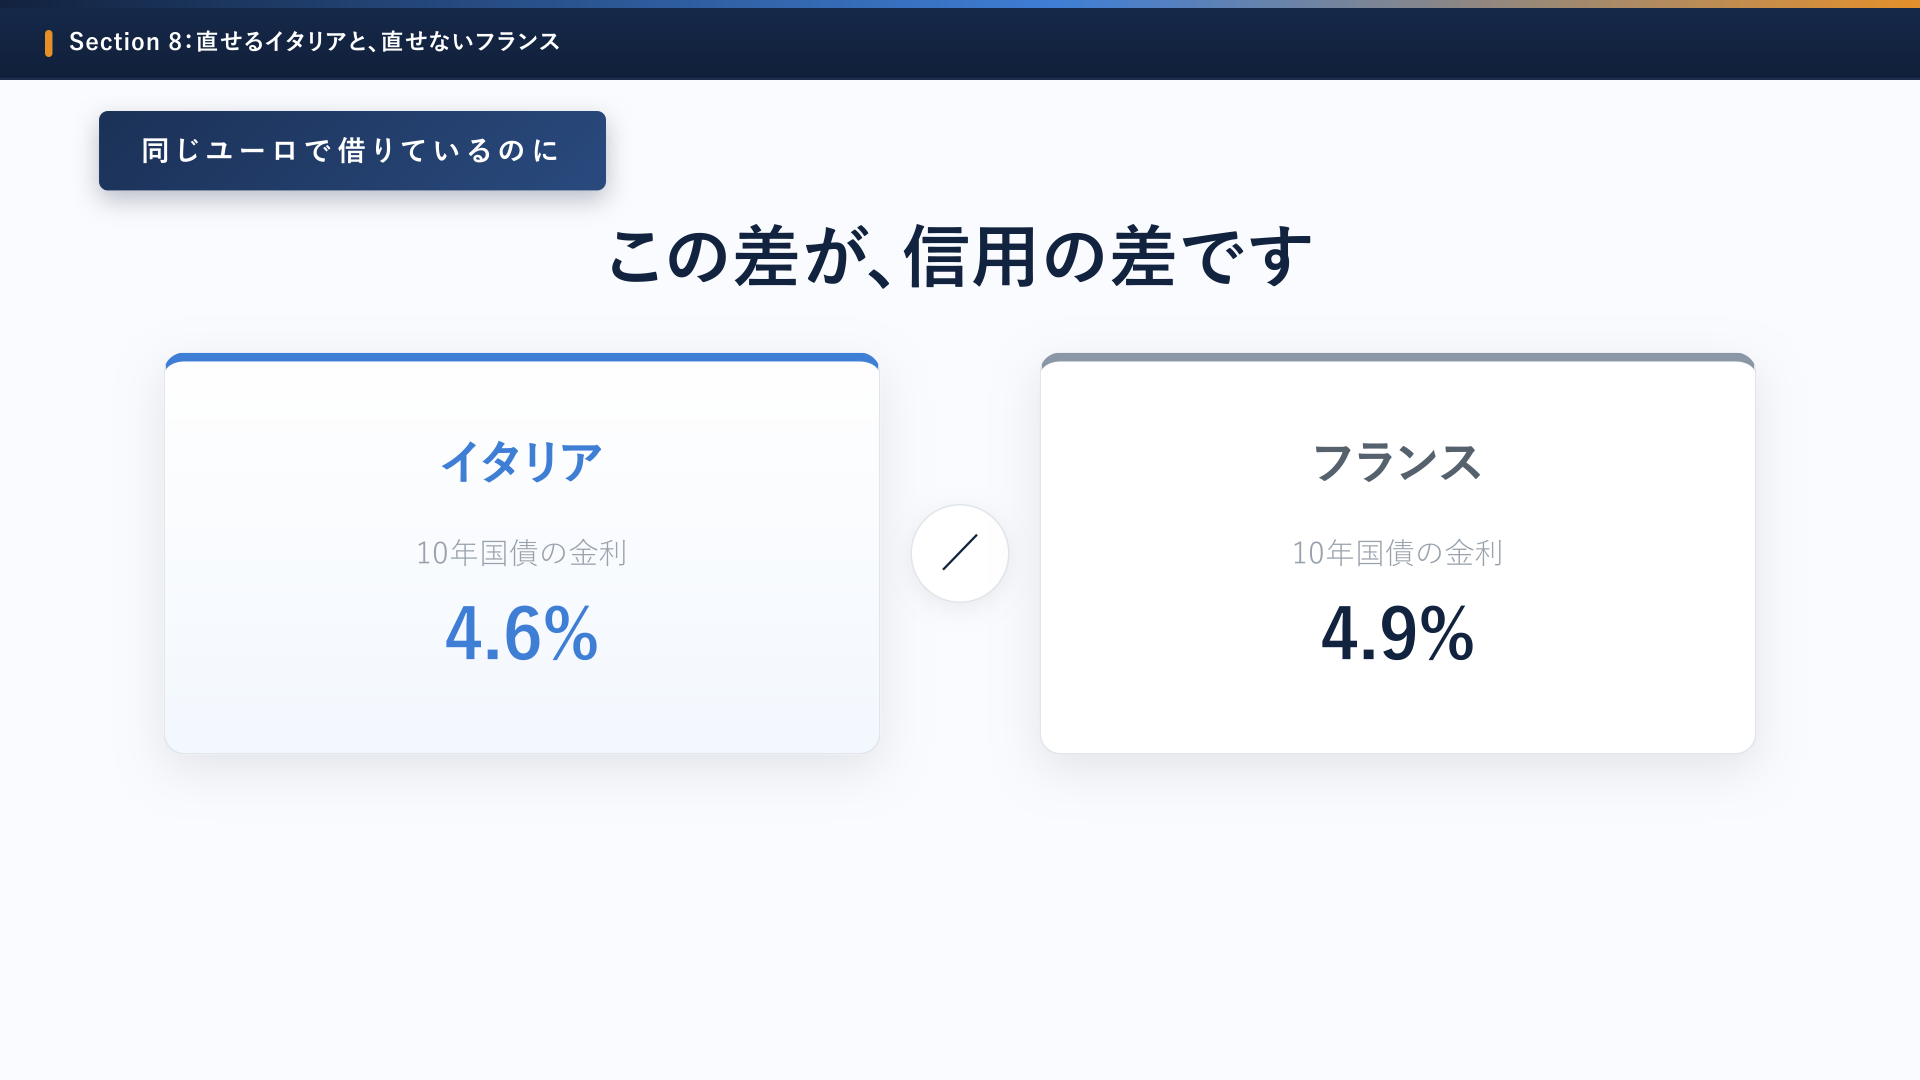 Section 8：直せるイタリアと、直せないフランス
同じユーロで借りているのに
この差が、信用の差です
イタリア
10年国債の金利
4.6%
／
フランス
10年国債の金利
4.9%